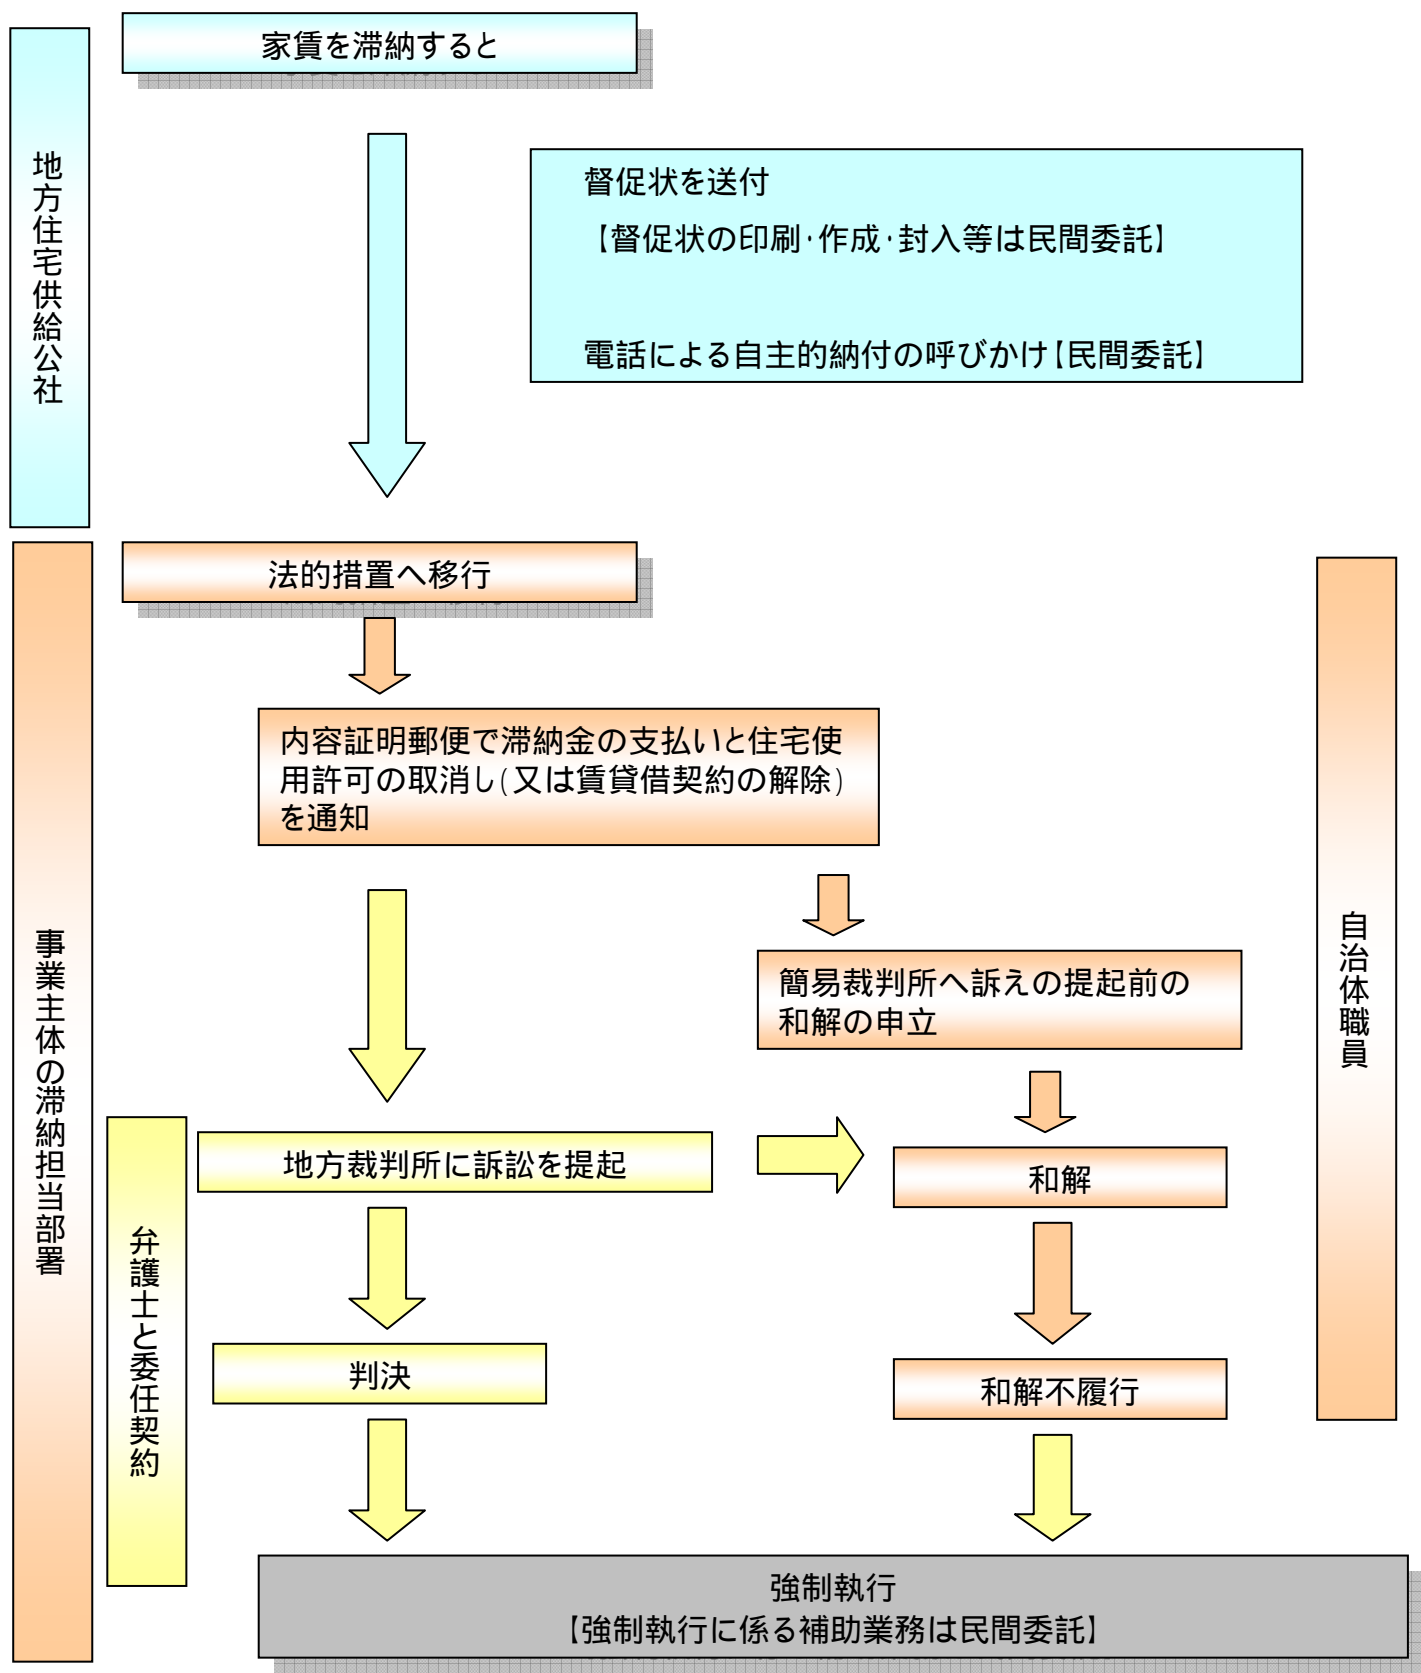 家賃を滞納すると
地方住宅供給公社
督促状を送付
【督促状の印刷・作成・封入等は民間委託】
電話による自主的納付の呼びかけ【民間委託】
法的措置へ移行
内容証明郵便で滞納金の支払いと住宅使
用許可の取消し(又は賃貸借契約の解除)
を通知
事業主体の滞納担当部署
自治体職員
簡易裁判所へ訴えの提起前の
和解の申立
地方裁判所に訴訟を提起
和解
弁護士と委任契約
判決
和解不履行
強制執行
【強制執行に係る補助業務は民間委託】